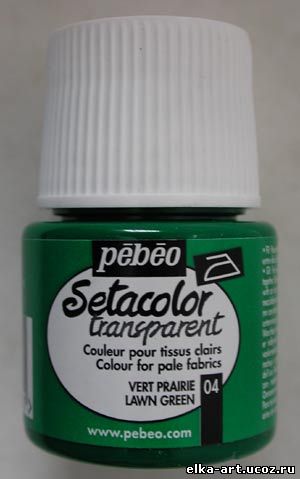 pēbēo
Setacolor
transparent
Couleur pour tissus clairs
Colour for pale fabrics
VERT PRAIRIE
LAWN GREEN
04
www.pebeo.com
elka-art.ucoz.ru